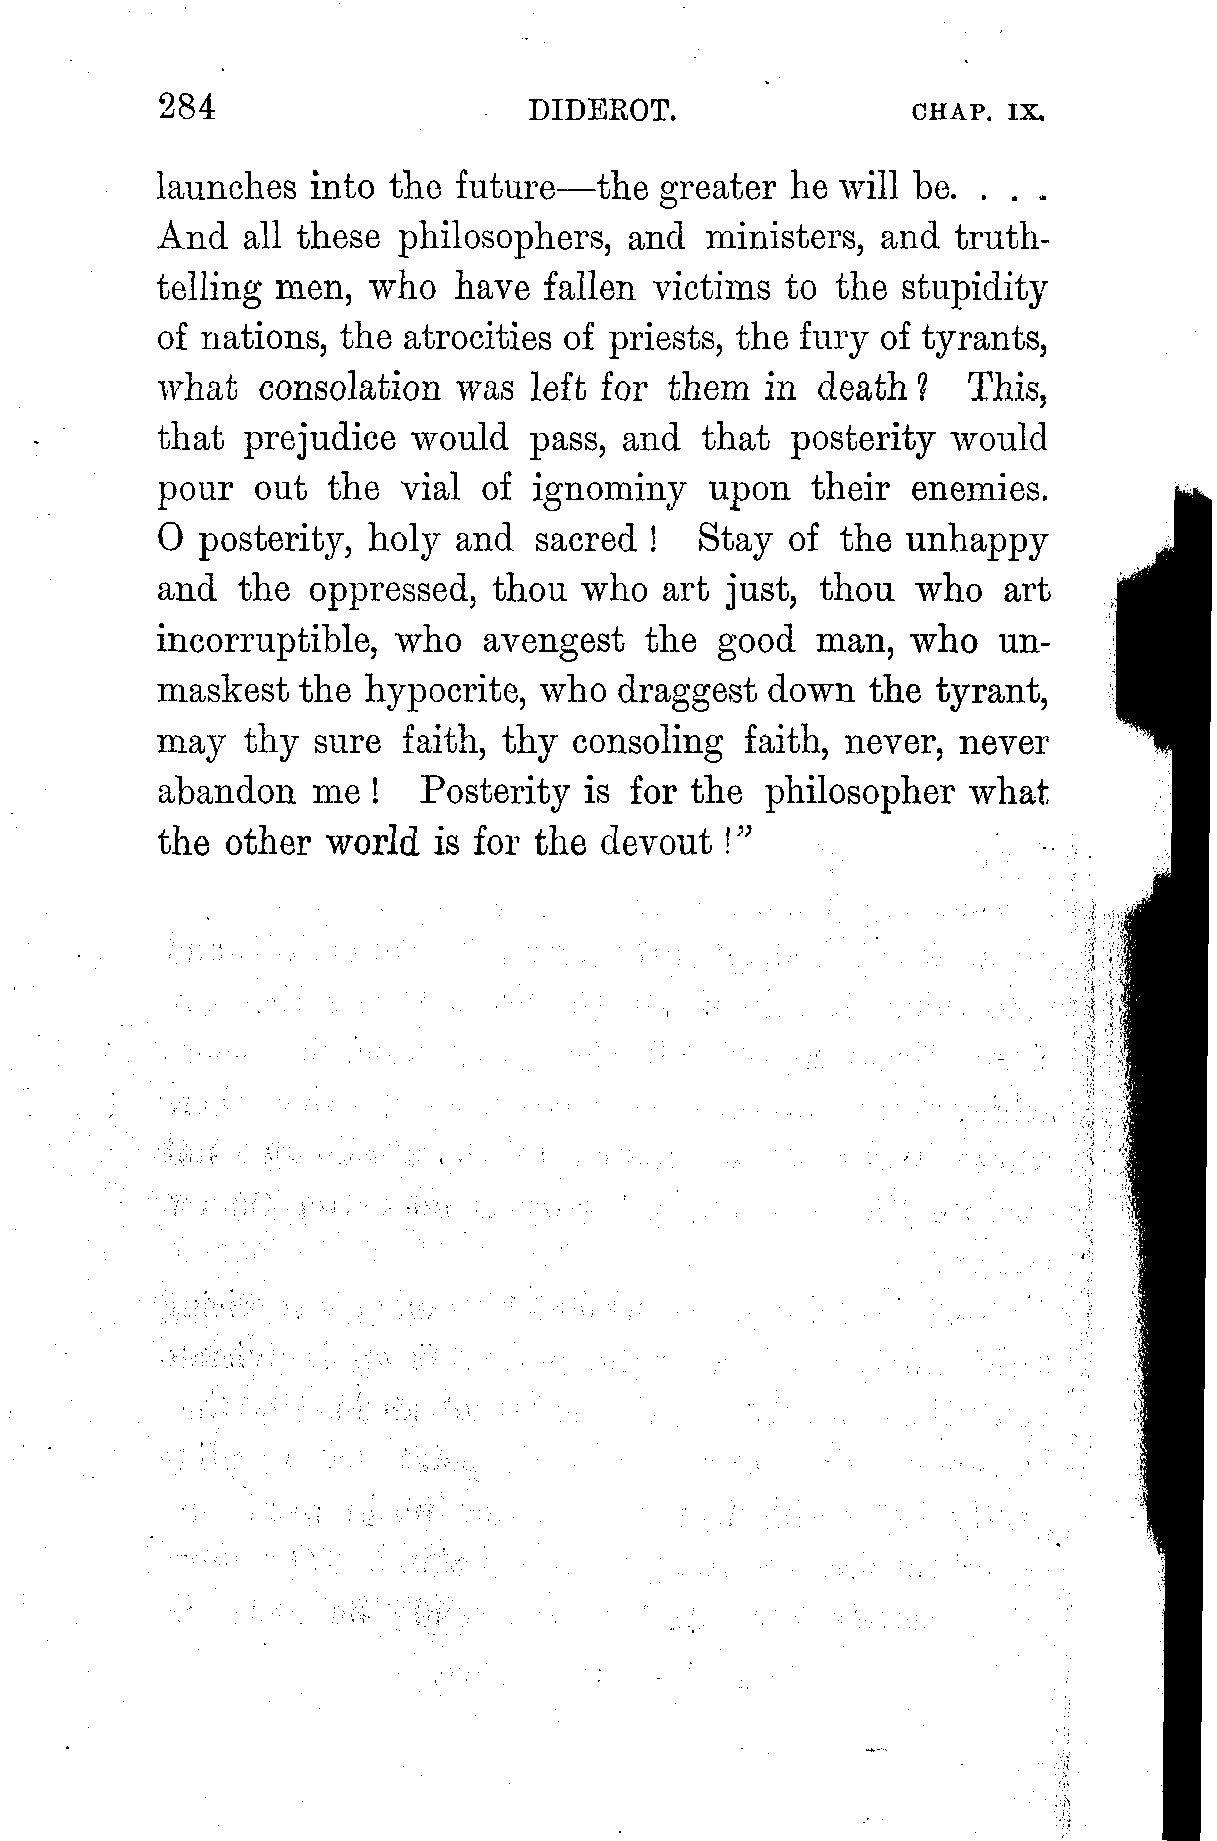 284 DIDEROT. CHAP. IX.
launches into the future—the greater he will be. . . .
And all these philosophers, and ministers, and truth-
telling men, who have fallen victims to the stupidity
of nations, the atrocities of priests, the fury of tyrants,
what consolation was left for them in death? This,
that prejudice would pass, and that posterity would
pour out the vial of ignominy upon their enemies.
O posterity, holy and sacred! Stay of the unhappy
and the oppressed, thou who art just, thou who art
incorruptible, who avengest the good man, who un-
maskest the hypocrite, who draggest down the tyrant,
may thy sure faith, thy consoling faith, never, never
abandon me! Posterity is for the philosopher what
the other world is for the devout!”